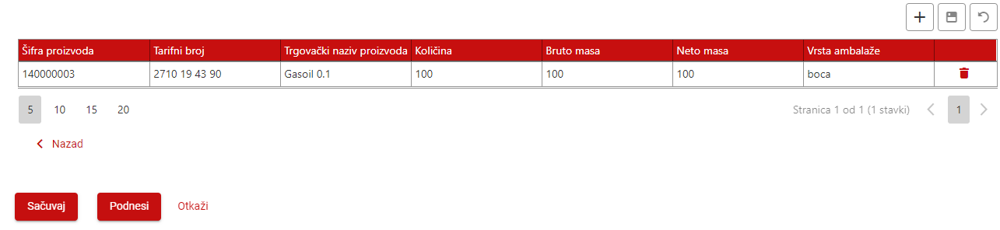 Šifra proizvoda Tarifni broj Trgovački naziv proizvoda Količina Bruto masa Neto masa Vrsta ambalaže
140000003 2710 19 43 90 Gasoil 0.1 100 100 100 boca
5 10 15 20 Stranica 1 od 1 (1 stavki) 1
Nazad
Sačuvaj Podnesi Otkaži